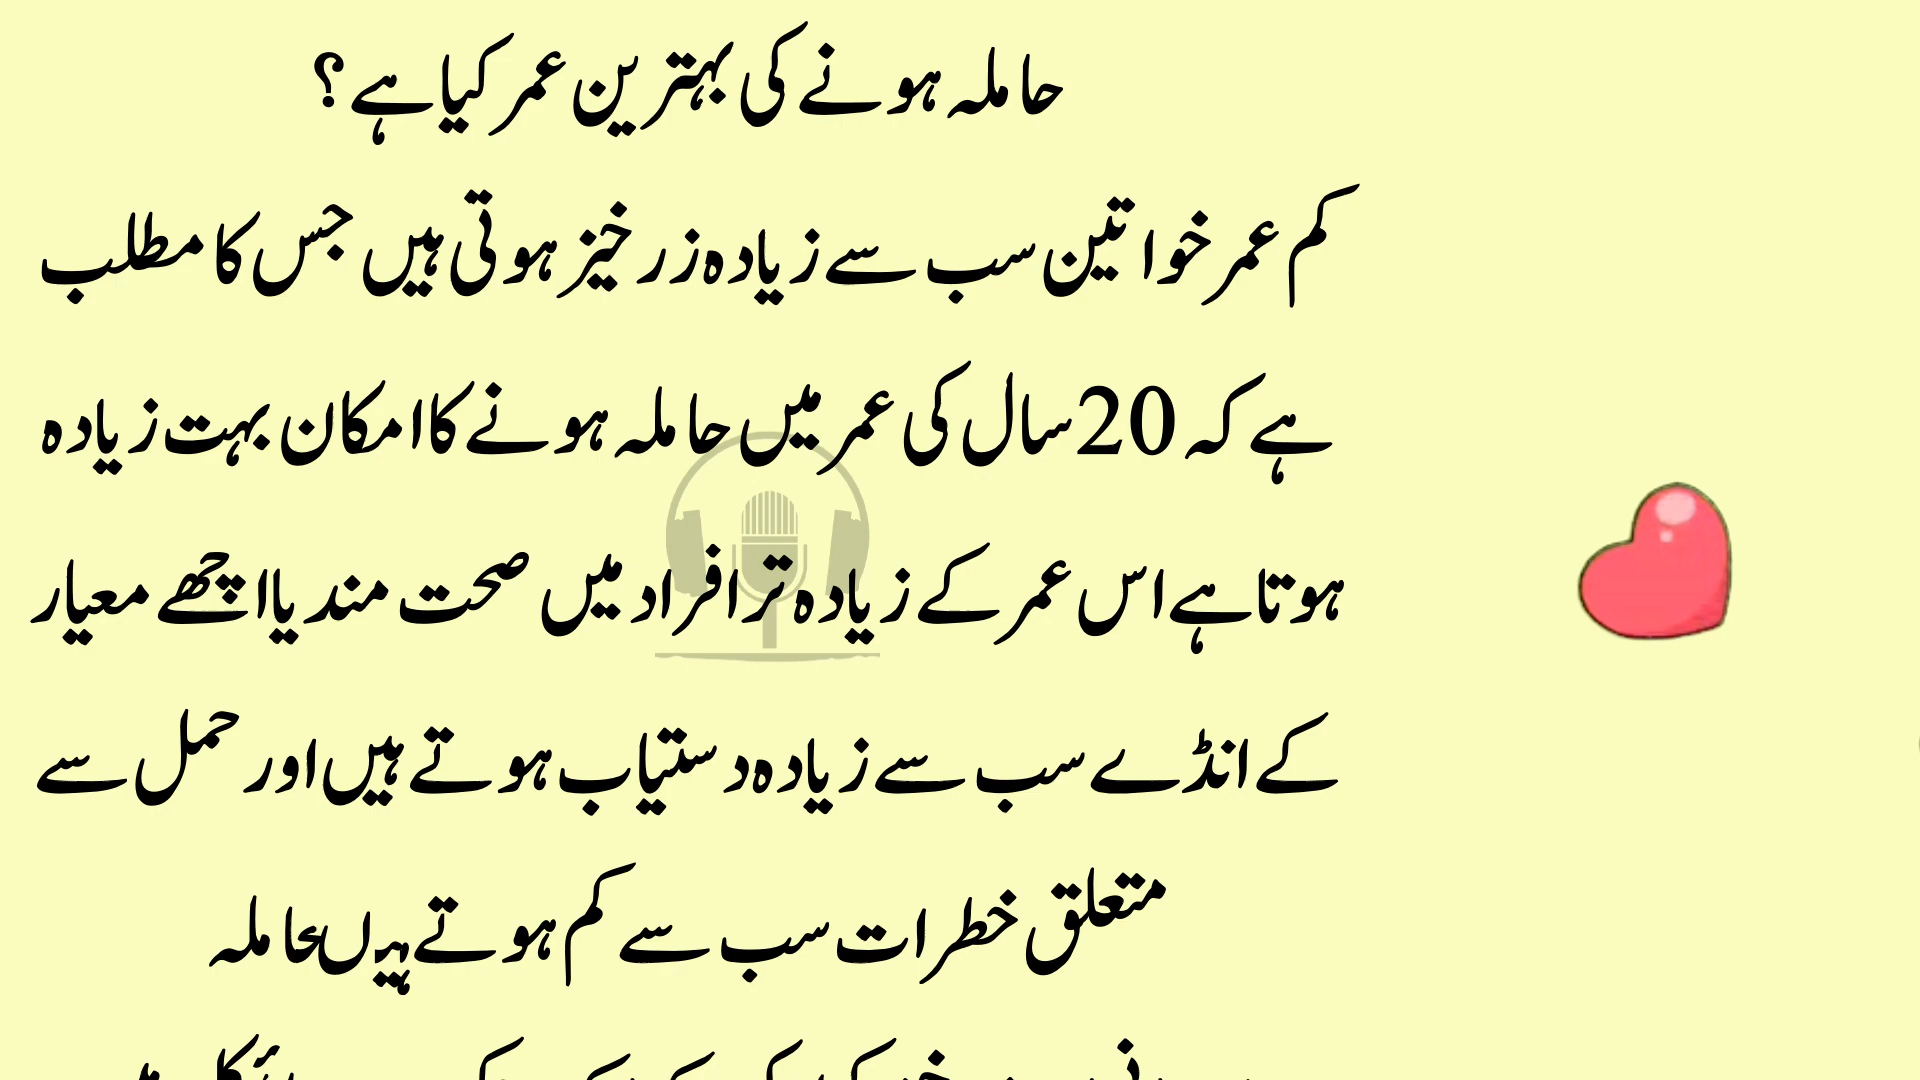 حاملہ ہونے کی بہترین عمر کیا ہے؟
کم عمر خواتین سب سے زیادہ زرخیز ہوتی ہیں جس کا مطلب
ہے کہ 20 سال کی عمر میں حاملہ ہونے کا امکان بہت زیادہ
ہوتا ہے اس عمر کے زیادہ تر افراد میں صحت مند یا اچھے معیار
کے انڈے سب سے زیادہ دستیاب ہوتے ہیں اور حمل سے
متعلق خطرات سب سے کم ہوتے ہیں حاملہ